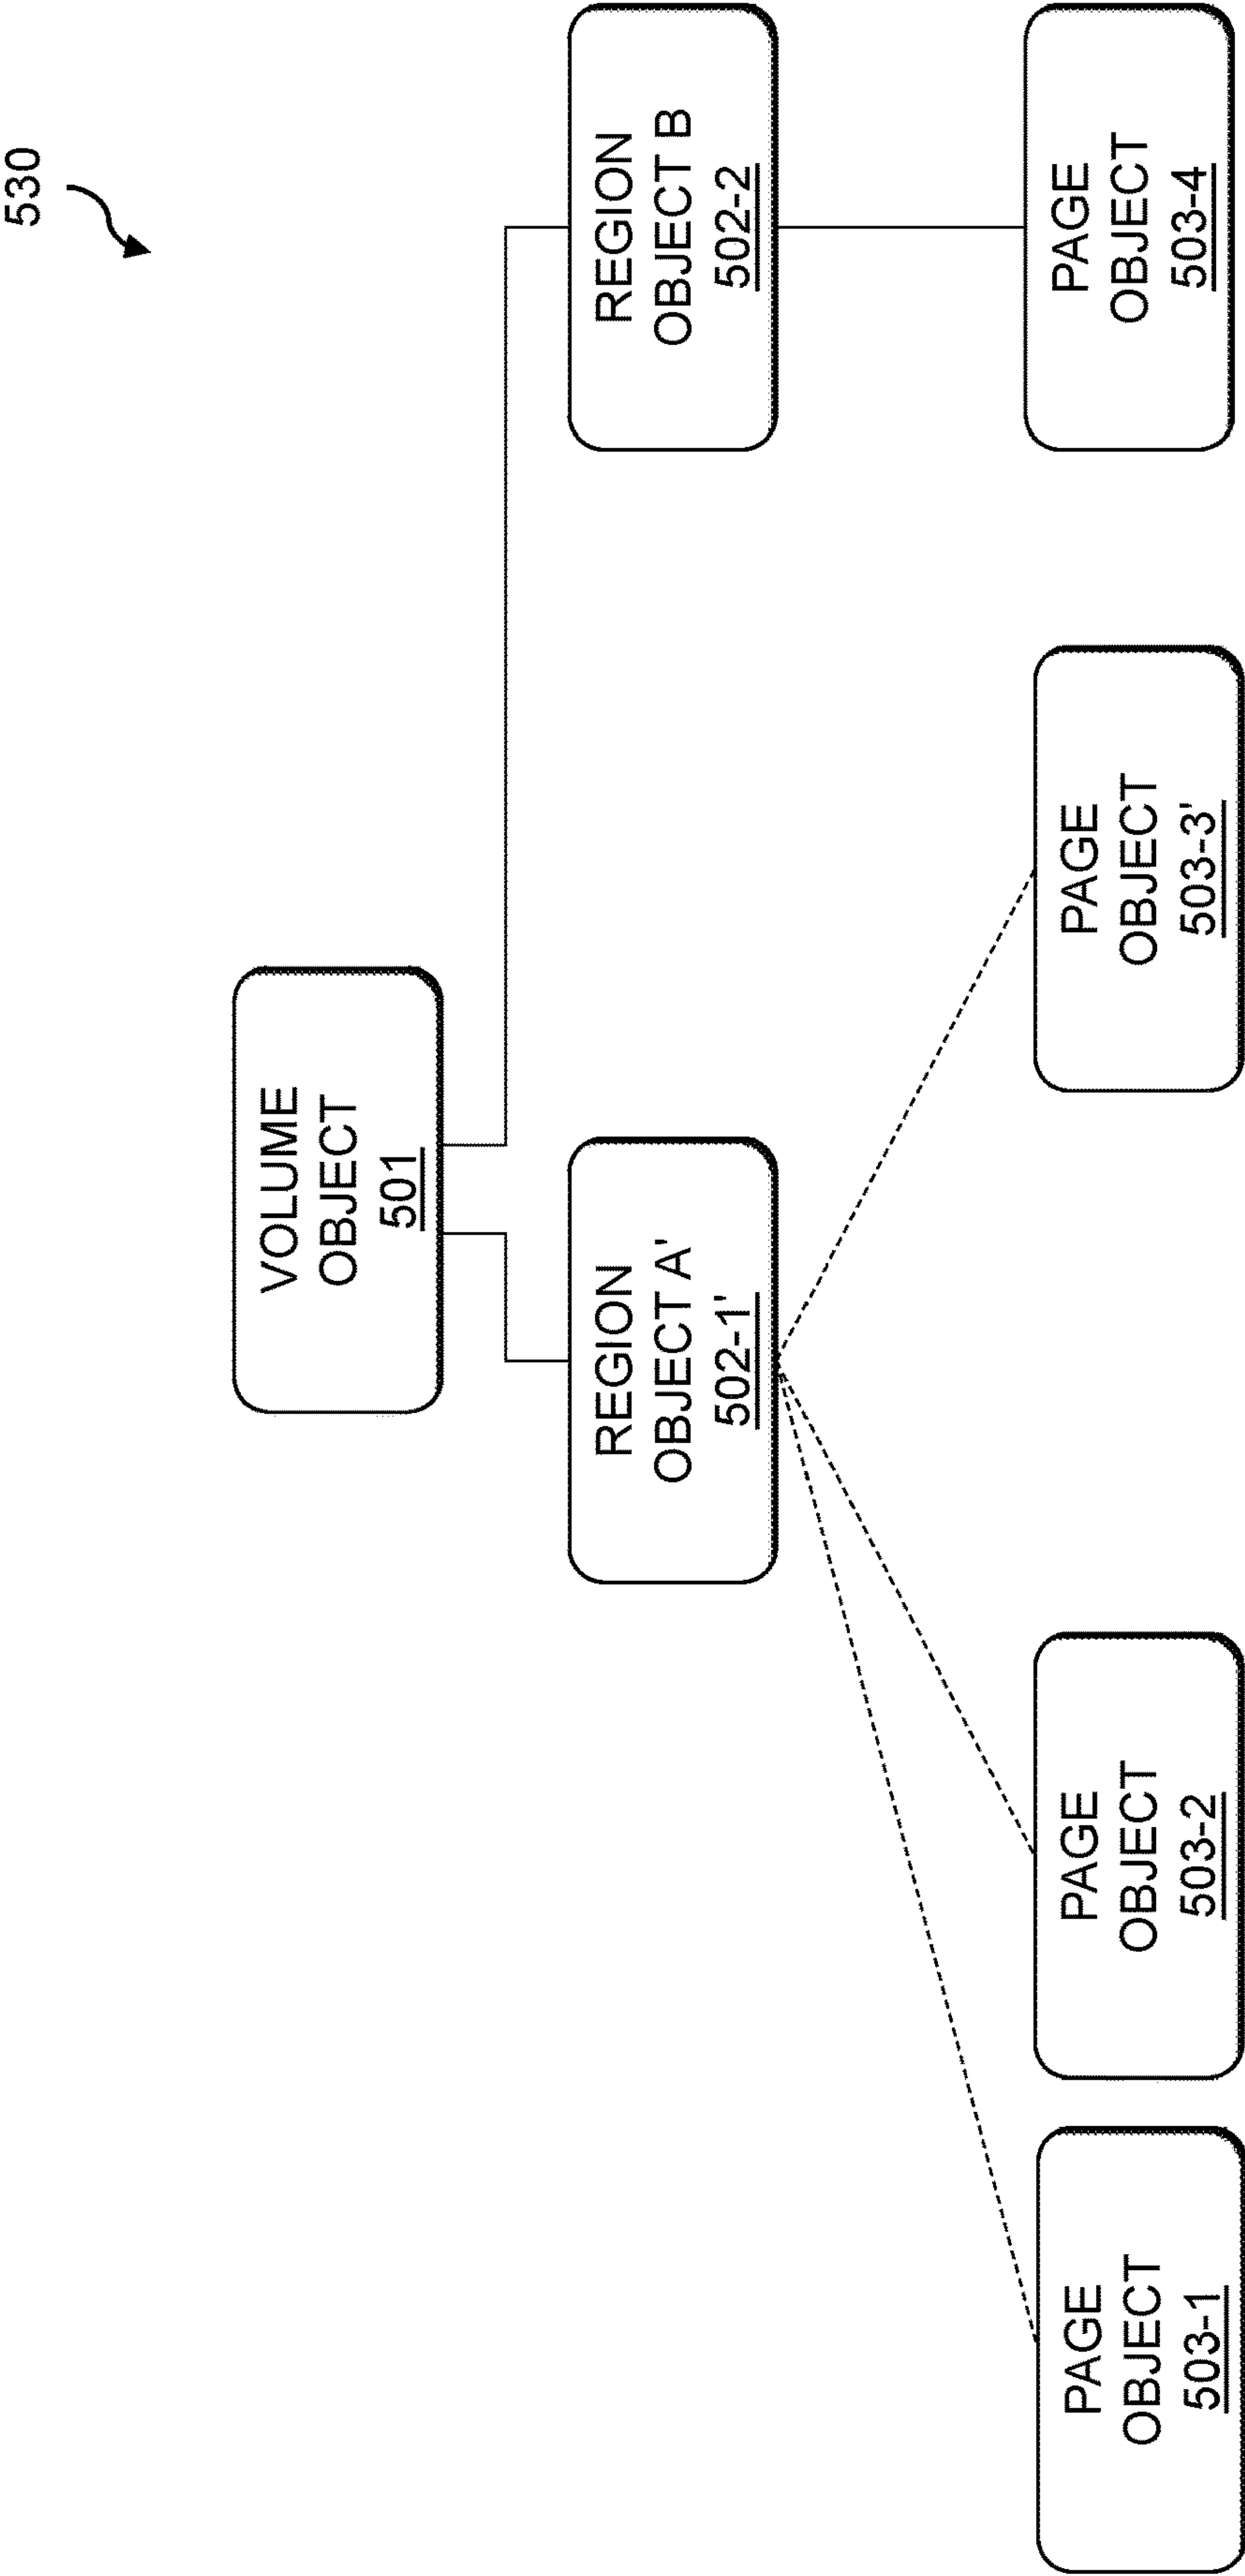 530
VOLUME
OBJECT
501
REGION
OBJECT A'
502-1'
REGION
OBJECT B
502-2
PAGE
OBJECT
503-1
PAGE
OBJECT
503-2
PAGE
OBJECT
503-3'
PAGE
OBJECT
503-4